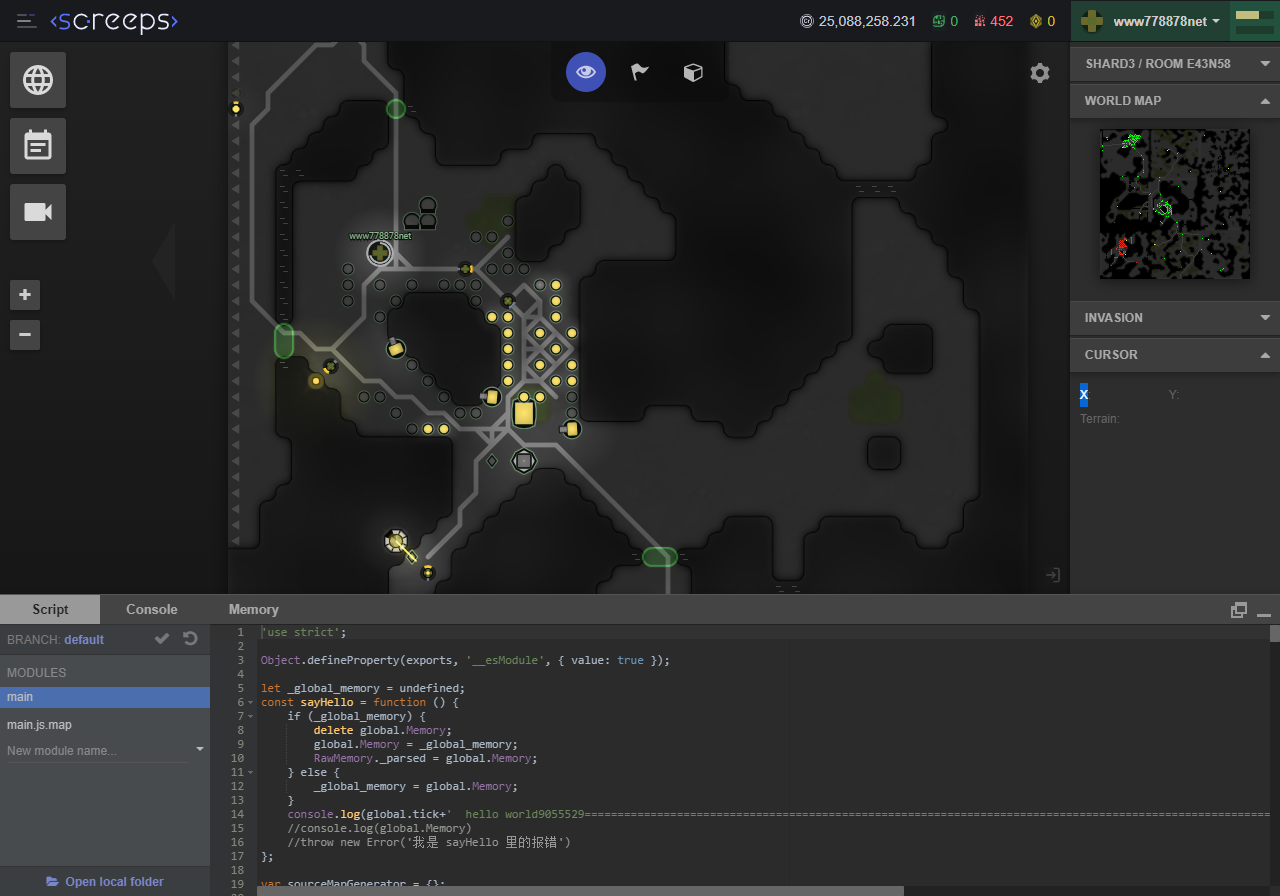 <screeps>
25,088,258.231
0
452
0
www778878net
SHARD3 / ROOM E43N58
WORLD MAP
www778878net
INVASION
CURSOR
X
Y:
Terrain:
Script
Console
Memory
BRANCH: default
MODULES
main
main.js.map
New module name...
Open local folder
1 'use strict';
2
3 Object.defineProperty(exports, '__esModule', { value: true });
4
5 let _global_memory = undefined;
6 const sayHello = function () {
7 if (_global_memory) {
8 delete global.Memory;
9 global.Memory = _global_memory;
10 RawMemory._parsed = global.Memory;
11 } else {
12 _global_memory = global.Memory;
13 }
14 console.log(global.tick+'  hello world9055529=========================================================================================================
15 //console.log(global.Memory)
16 //throw new Error('我是 sayHello 里的报错')
17 };
18
19 var sourceMapGenerator = {};